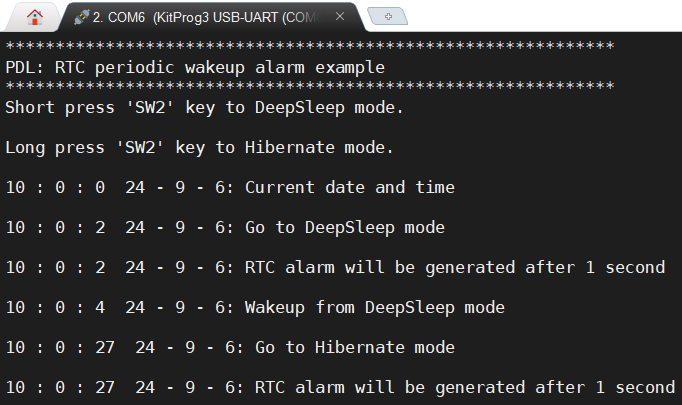 2. COM6 (KitProg3 USB-UART (COM
************************************************************
PDL: RTC periodic wakeup alarm example
************************************************************
Short press 'SW2' key to DeepSleep mode.
Long press 'SW2' key to Hibernate mode.
10 : 0 : 0  24 - 9 - 6: Current date and time
10 : 0 : 2  24 - 9 - 6: Go to DeepSleep mode
10 : 0 : 2  24 - 9 - 6: RTC alarm will be generated after 1 second
10 : 0 : 4  24 - 9 - 6: Wakeup from DeepSleep mode
10 : 0 : 27  24 - 9 - 6: Go to Hibernate mode
10 : 0 : 27  24 - 9 - 6: RTC alarm will be generated after 1 second